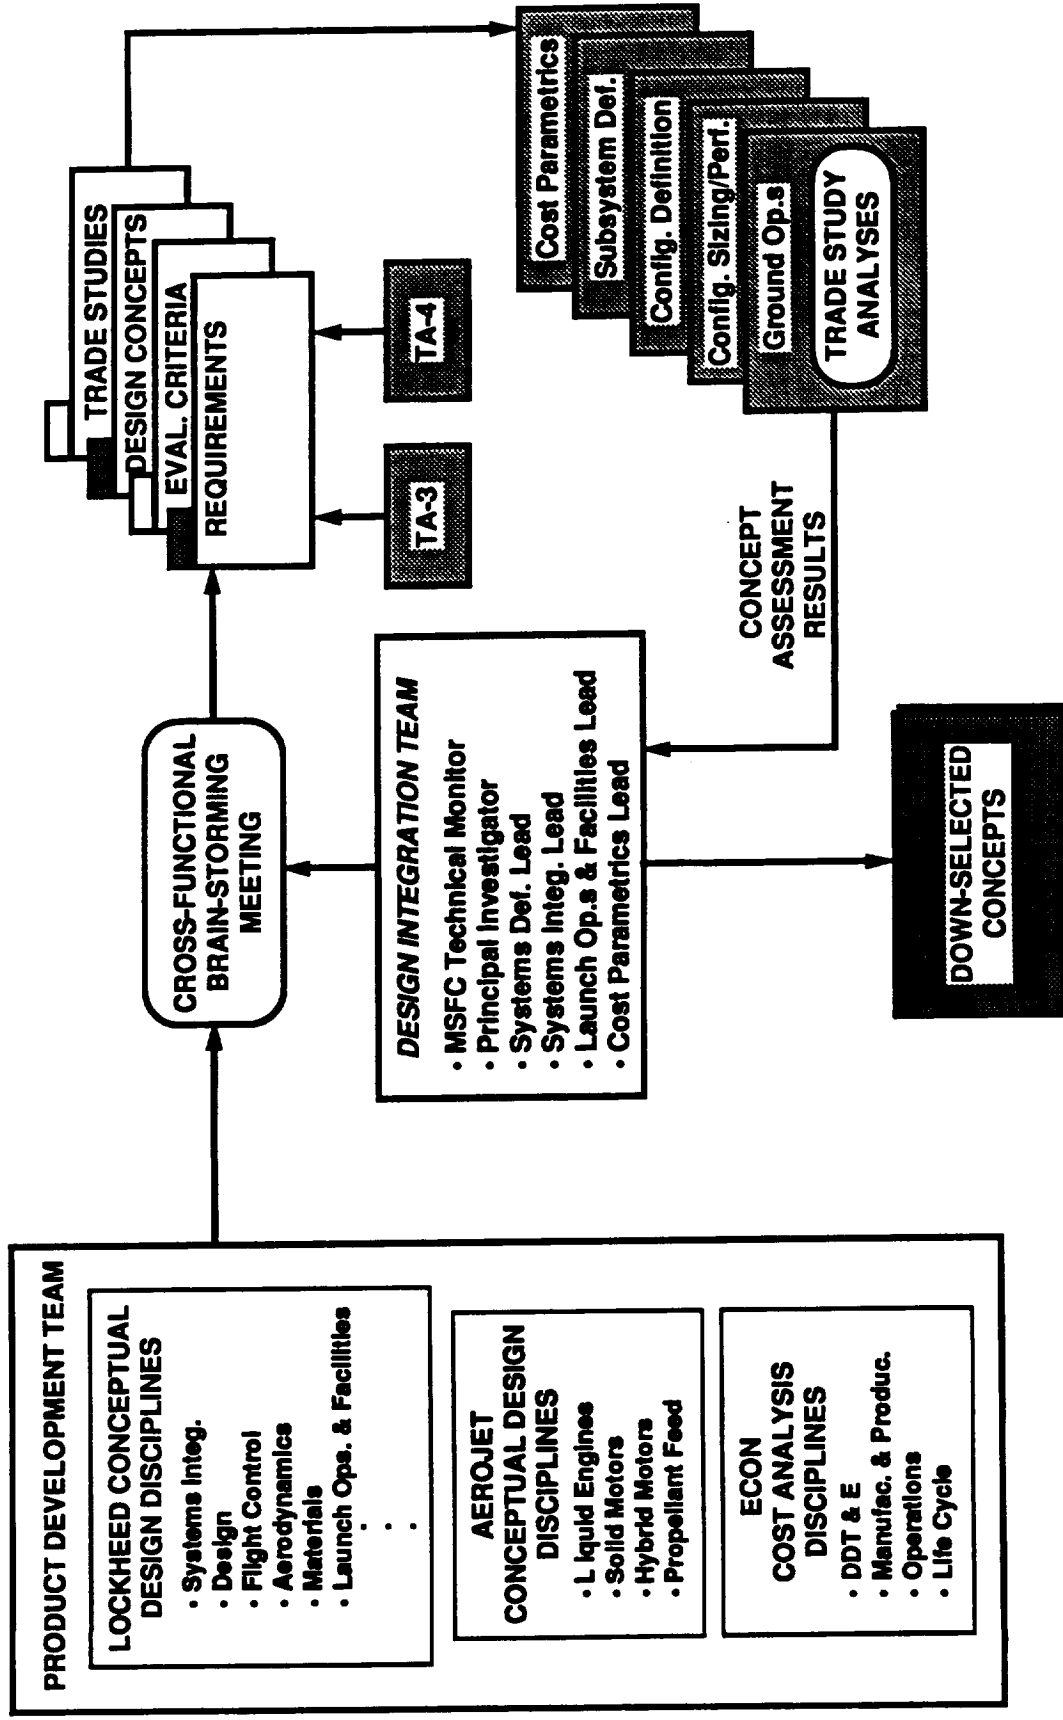 PRODUCT DEVELOPMENT TEAM
LOCKHEED CONCEPTUAL
DESIGN DISCIPLINES
• Systems Integ.
• Design
• Flight Control
• Aerodynamics
• Materials
• Launch Ops. & Facilities
AEROJET
CONCEPTUAL DESIGN
DISCIPLINES
• Liquid Engines
• Solid Motors
• Hybrid Motors
• Propellant Feed
ECON
COST ANALYSIS
DISCIPLINES
• DDT & E
• Manufac. & Produc.
• Operations
• Life Cycle
CROSS-FUNCTIONAL
BRAIN-STORMING
MEETING
DESIGN INTEGRATION TEAM
• MSFC Technical Monitor
• Principal Investigator
• Systems Def. Lead
• Systems Integ. Lead
• Launch Op.s & Facilities Lead
• Cost Parametrics Lead
DOWN-SELECTED
CONCEPTS
TRADE STUDIES
DESIGN CONCEPTS
EVAL. CRITERIA
REQUIREMENTS
TA-3
TA-4
CONCEPT
ASSESSMENT
RESULTS
Cost Parametrics
Subsystem Def.
Config. Definition
Config. Sizing/Perf.
Ground Op.s
TRADE STUDY
ANALYSES